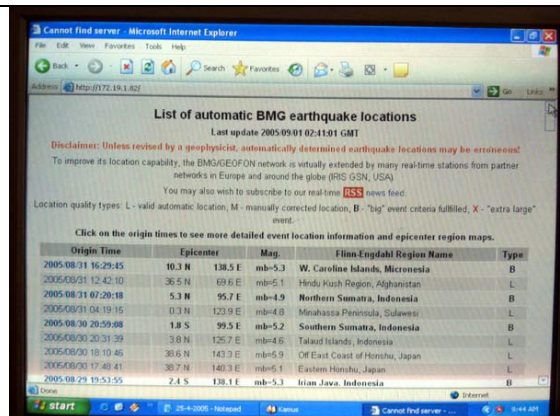 Cannot find server - Microsoft Internet Explorer
File Edit View Favorites Tools Help
Back Search Favorites
Address http://172.19.1.82/ Go Links
List of automatic BMG earthquake locations
Last update 2005/09/01 02:41:01 GMT
Disclaimer: Unless revised by a geophysicist, automatically determined earthquake locations may be erroneous!
To improve its location capability, the BMG/GEOFON network is virtually extended by many real-time stations from partner
networks in Europe and around the globe (IRIS GSN, USA)
You may also wish to subscribe to our real-time RSS news feed.
Location quality types: L - valid automatic location, M - manually corrected location, B - "big" event criteria fullfilled, X - "extra large"
event.
Click on the origin times to see more detailed event location information and epicenter region maps.
Origin Time Epicenter Mag. Flinn-Engdahl Region Name Type
2005/08/31 16:29:45 10.3 N 138.5 E mb=5.3 W. Caroline Islands, Micronesia B
2005/08/31 12:42:10 36.5 N 69.6 E mb=5.1 Hindu Kush Region, Afghanistan L
2005/08/31 07:20:18 5.3 N 95.7 E mb=4.9 Northern Sumatra, Indonesia B
2005/08/31 04:19:16 0.3 N 123.9 E mb=4.8 Minahassa Peninsula, Sulawesi L
2005/08/30 20:59:08 1.8 S 99.5 E mb=5.2 Southern Sumatra, Indonesia B
2005/08/30 20:31:39 3.8 N 125.7 E mb=4.6 Talaud Islands, Indonesia L
2005/08/30 18:10:46 38.6 N 143.3 E mb=5.9 Off East Coast of Honshu, Japan L
2005/08/30 17:48:41 38.7 N 140.3 E mb=5.1 Eastern Honshu, Japan L
2005/08/29 19:53:55 2.4 S 138.1 E mb=5.3 Irian Jaya, Indonesia B
Done Internet
start 25-4-2005 - Notepad Kamus Cannot find server - ... 9:44 AM